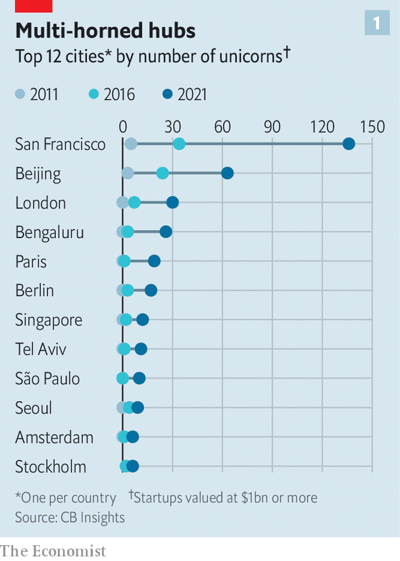 Multi-horned hubs
1
Top 12 cities* by number of unicorns†
2011 2016 2021
0 30 60 90 120 150
San Francisco
Beijing
London
Bengaluru
Paris
Berlin
Singapore
Tel Aviv
São Paulo
Seoul
Amsterdam
Stockholm
*One per country †Startups valued at $1bn or more
Source: CB Insights
The Economist